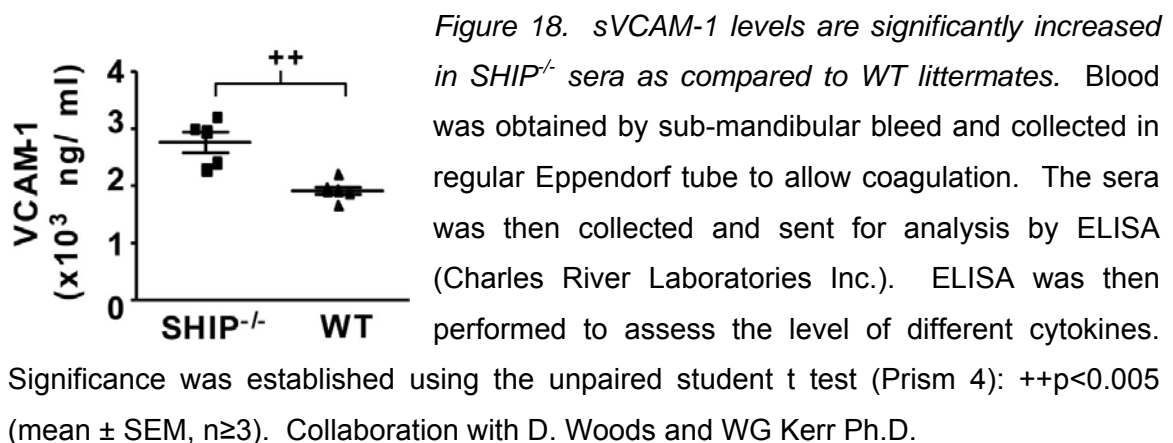 ++
4
3
2
1
0
VCAM-1
(x10³ ng/ ml)
SHIP-/-
WT
Figure 18. sVCAM-1 levels are significantly increased
in SHIP-/- sera as compared to WT littermates. Blood
was obtained by sub-mandibular bleed and collected in
regular Eppendorf tube to allow coagulation. The sera
was then collected and sent for analysis by ELISA
(Charles River Laboratories Inc.). ELISA was then
performed to assess the level of different cytokines.
Significance was established using the unpaired student t test (Prism 4): ++p<0.005
(mean ± SEM, n≥3). Collaboration with D. Woods and WG Kerr Ph.D.